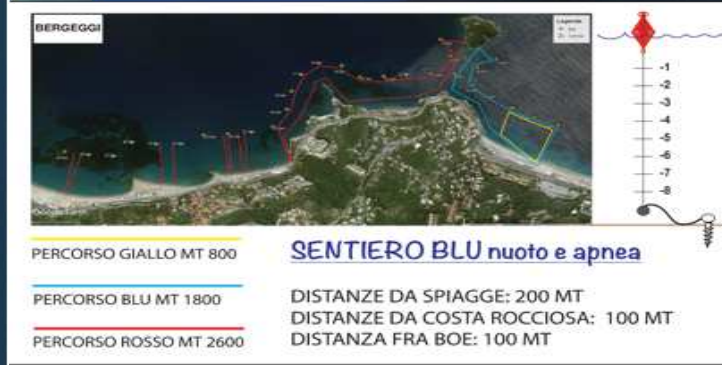 BERGEGGI
Legenda
-1
-2
-3
-4
-5
-6
-7
-8
PERCORSO GIALLO MT 800
PERCORSO BLU MT 1800
PERCORSO ROSSO MT 2600
SENTIERO BLU nuoto e apnea
DISTANZE DA SPIAGGE: 200 MT
DISTANZE DA COSTA ROCCIOSA: 100 MT
DISTANZA FRA BOE: 100 MT